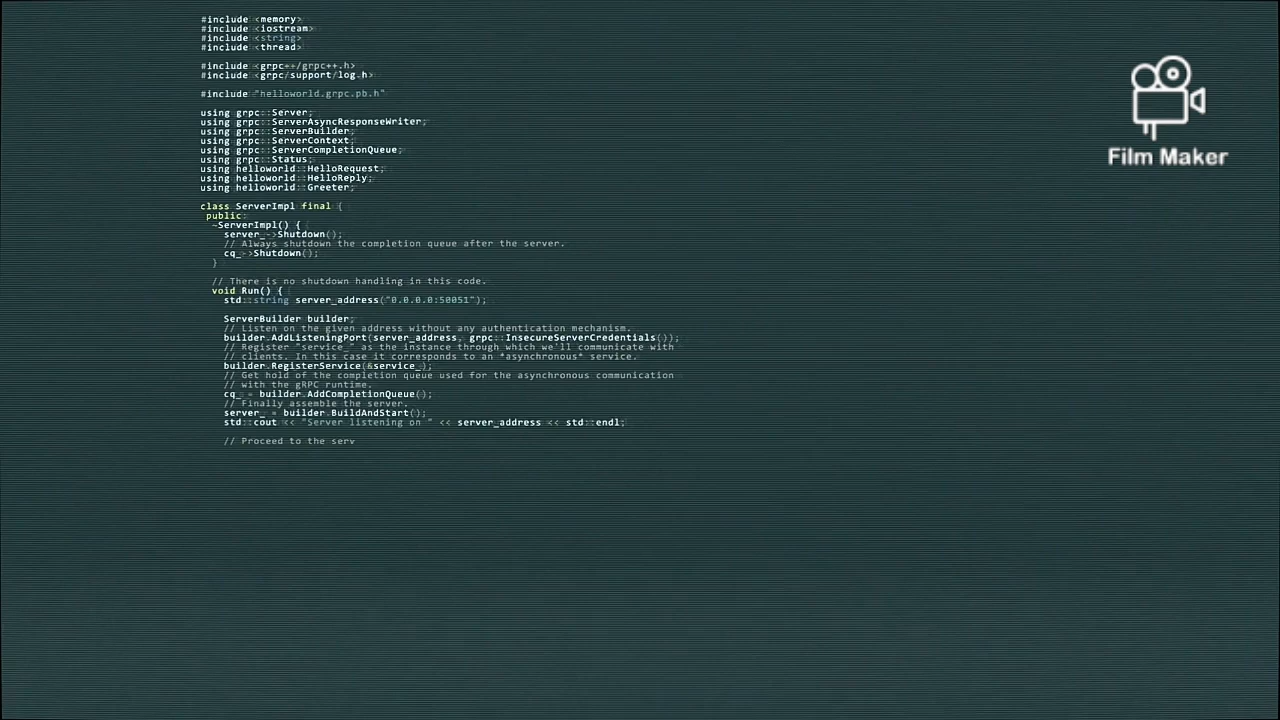 #include <memory>
#include <iostream>
#include <string>
#include <thread>
#include <grpc++/grpc++.h>
#include <grpc/support/log.h>
#include "helloworld.grpc.pb.h"
using grpc::Server;
using grpc::ServerAsyncResponseWriter;
using grpc::ServerBuilder;
using grpc::ServerContext;
using grpc::ServerCompletionQueue;
using grpc::Status;
using helloworld::HelloRequest;
using helloworld::HelloReply;
using helloworld::Greeter;
class ServerImpl final {
public:
~ServerImpl() {
server_->Shutdown();
// Always shutdown the completion queue after the server.
cq_->Shutdown();
}
// There is no shutdown handling in this code.
void Run() {
std::string server_address("0.0.0.0:50051");
ServerBuilder builder;
// Listen on the given address without any authentication mechanism.
builder.AddListeningPort(server_address, grpc::InsecureServerCredentials());
// Register "service_" as the instance through which we'll communicate with
// clients. In this case it corresponds to an *asynchronous* service.
builder.RegisterService(&service_);
// Get hold of the completion queue used for the asynchronous communication
// with the gRPC runtime.
cq_ = builder.AddCompletionQueue();
// Finally assemble the server.
server_ = builder.BuildAndStart();
std::cout << "Server listening on " << server_address << std::endl;
// Proceed to the serv
Film Maker